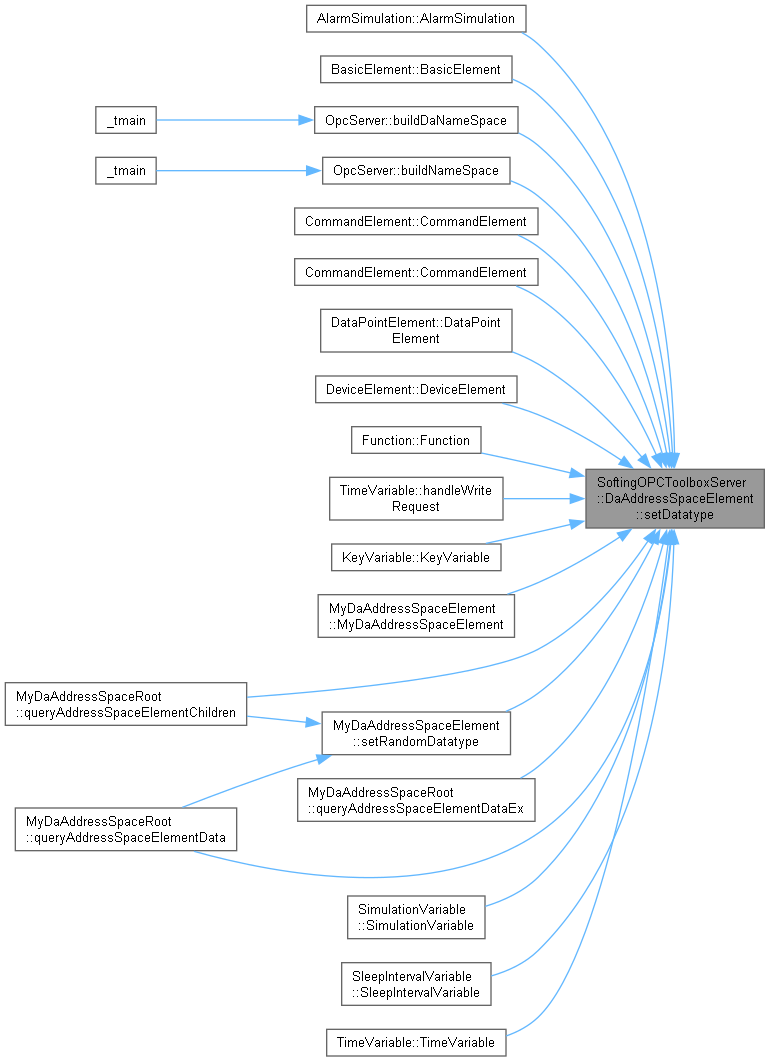 AlarmSimulation::AlarmSimulation
BasicElement::BasicElement
_tmain
OpcServer::buildDaNameSpace
_tmain
OpcServer::buildNameSpace
CommandElement::CommandElement
CommandElement::CommandElement
DataPointElement::DataPoint
Element
DeviceElement::DeviceElement
Function::Function
SoftingOPCToolboxServer
::DaAddressSpaceElement
::setDatatype
TimeVariable::handleWrite
Request
KeyVariable::KeyVariable
MyDaAddressSpaceElement
::MyDaAddressSpaceElement
MyDaAddressSpaceRoot
::queryAddressSpaceElementChildren
MyDaAddressSpaceElement
::setRandomDatatype
MyDaAddressSpaceRoot
::queryAddressSpaceElementDataEx
MyDaAddressSpaceRoot
::queryAddressSpaceElementData
SimulationVariable
::SimulationVariable
SleepIntervalVariable
::SleepIntervalVariable
TimeVariable::TimeVariable